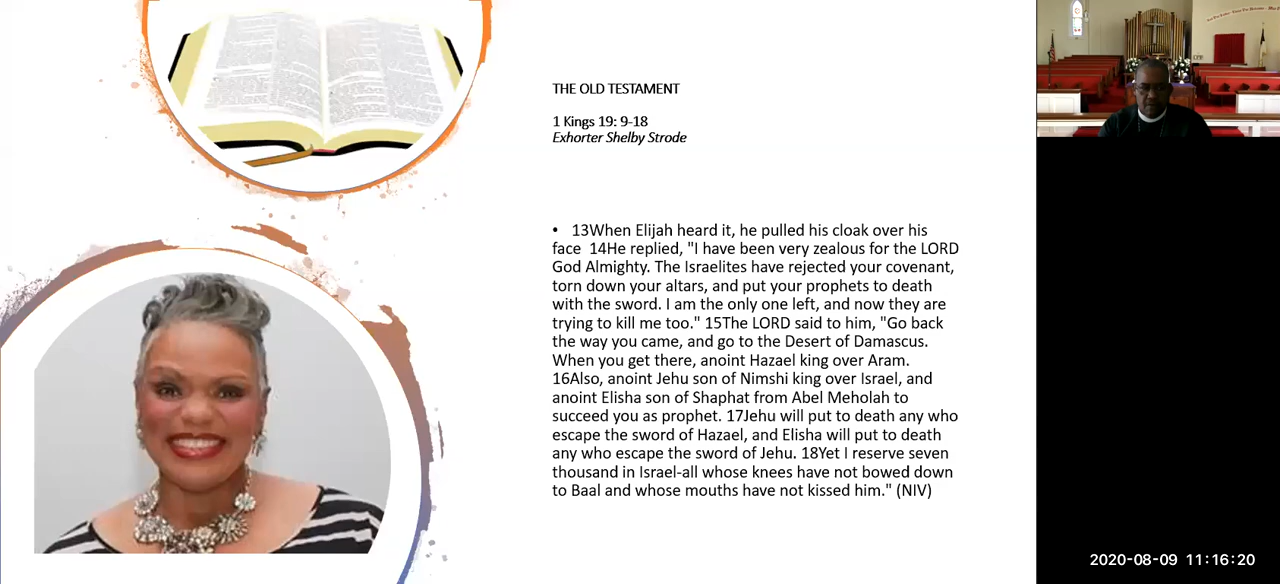 THE OLD TESTAMENT
1 Kings 19: 9-18
Exhorter Shelby Strode
• 13When Elijah heard it, he pulled his cloak over his
face 14He replied, "I have been very zealous for the LORD
God Almighty. The Israelites have rejected your covenant,
torn down your altars, and put your prophets to death
with the sword. I am the only one left, and now they are
trying to kill me too." 15The LORD said to him, "Go back
the way you came, and go to the Desert of Damascus.
When you get there, anoint Hazael king over Aram.
16Also, anoint Jehu son of Nimshi king over Israel, and
anoint Elisha son of Shaphat from Abel Meholah to
succeed you as prophet. 17Jehu will put to death any who
escape the sword of Hazael, and Elisha will put to death
any who escape the sword of Jehu. 18Yet I reserve seven
thousand in Israel-all whose knees have not bowed down
to Baal and whose mouths have not kissed him." (NIV)
2020-08-09 11:16:20